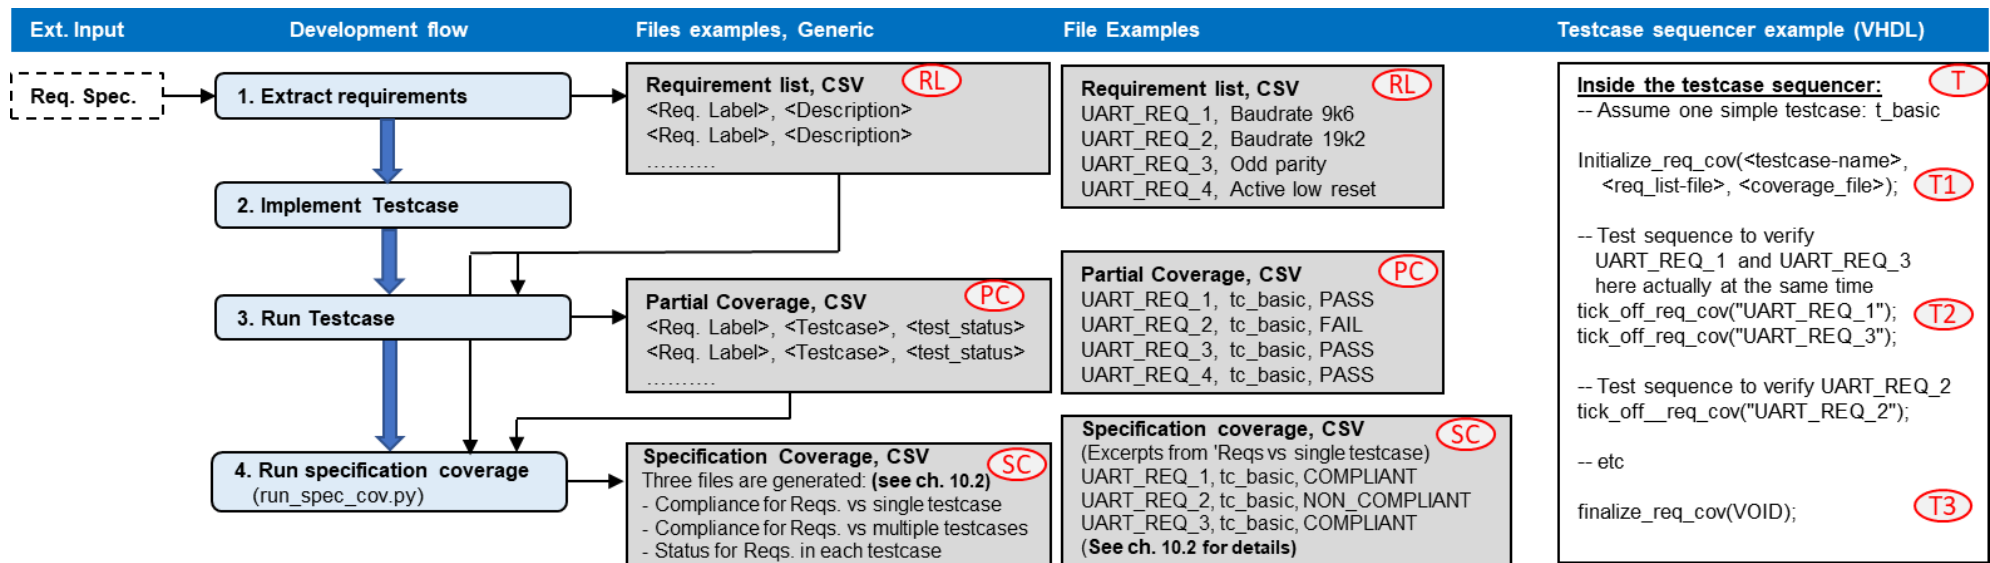 Ext. Input
Development flow
Files examples, Generic
File Examples
Testcase sequencer example (VHDL)
Req. Spec.
1. Extract requirements
2. Implement Testcase
3. Run Testcase
4. Run specification coverage
(run_spec_cov.py)
Requirement list, CSV
RL
<Req. Label>, <Description>
<Req. Label>, <Description>
..........
Partial Coverage, CSV
PC
<Req. Label>, <Testcase>, <test_status>
<Req. Label>, <Testcase>, <test_status>
..........
Specification Coverage, CSV
SC
Three files are generated: (see ch. 10.2)
- Compliance for Reqs. vs single testcase
- Compliance for Reqs. vs multiple testcases
- Status for Reqs. in each testcase
Requirement list, CSV
RL
UART_REQ_1, Baudrate 9k6
UART_REQ_2, Baudrate 19k2
UART_REQ_3, Odd parity
UART_REQ_4, Active low reset
Partial Coverage, CSV
PC
UART_REQ_1, tc_basic, PASS
UART_REQ_2, tc_basic, FAIL
UART_REQ_3, tc_basic, PASS
UART_REQ_4, tc_basic, PASS
Specification coverage, CSV
SC
(Excerpts from 'Reqs vs single testcase)
UART_REQ_1, tc_basic, COMPLIANT
UART_REQ_2, tc_basic, NON_COMPLIANT
UART_REQ_3, tc_basic, COMPLIANT
(See ch. 10.2 for details)
Inside the testcase sequencer:
T
-- Assume one simple testcase: t_basic
Initialize_req_cov(<testcase-name>,
<req_list-file>, <coverage_file>);
T1
-- Test sequence to verify
UART_REQ_1 and UART_REQ_3
here actually at the same time
tick_off_req_cov("UART_REQ_1");
T2
tick_off_req_cov("UART_REQ_3");
-- Test sequence to verify UART_REQ_2
tick_off__req_cov("UART_REQ_2");
-- etc
finalize_req_cov(VOID);
T3